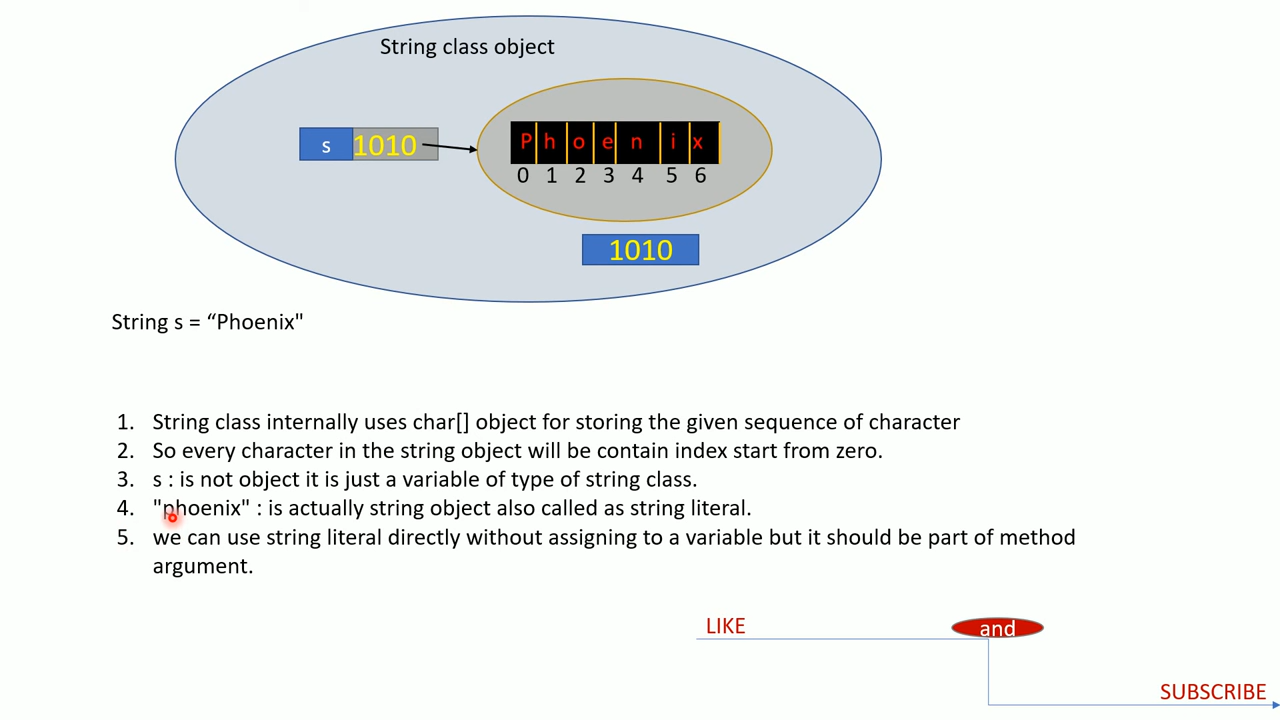 String class object
s 1010
P h o e n i x
0 1 2 3 4 5 6
1010
String s = “Phoenix"
1. String class internally uses char[] object for storing the given sequence of character
2. So every character in the string object will be contain index start from zero.
3. s : is not object it is just a variable of type of string class.
4. "phoenix" : is actually string object also called as string literal.
5. we can use string literal directly without assigning to a variable but it should be part of method
argument.
LIKE
and
SUBSCRIBE